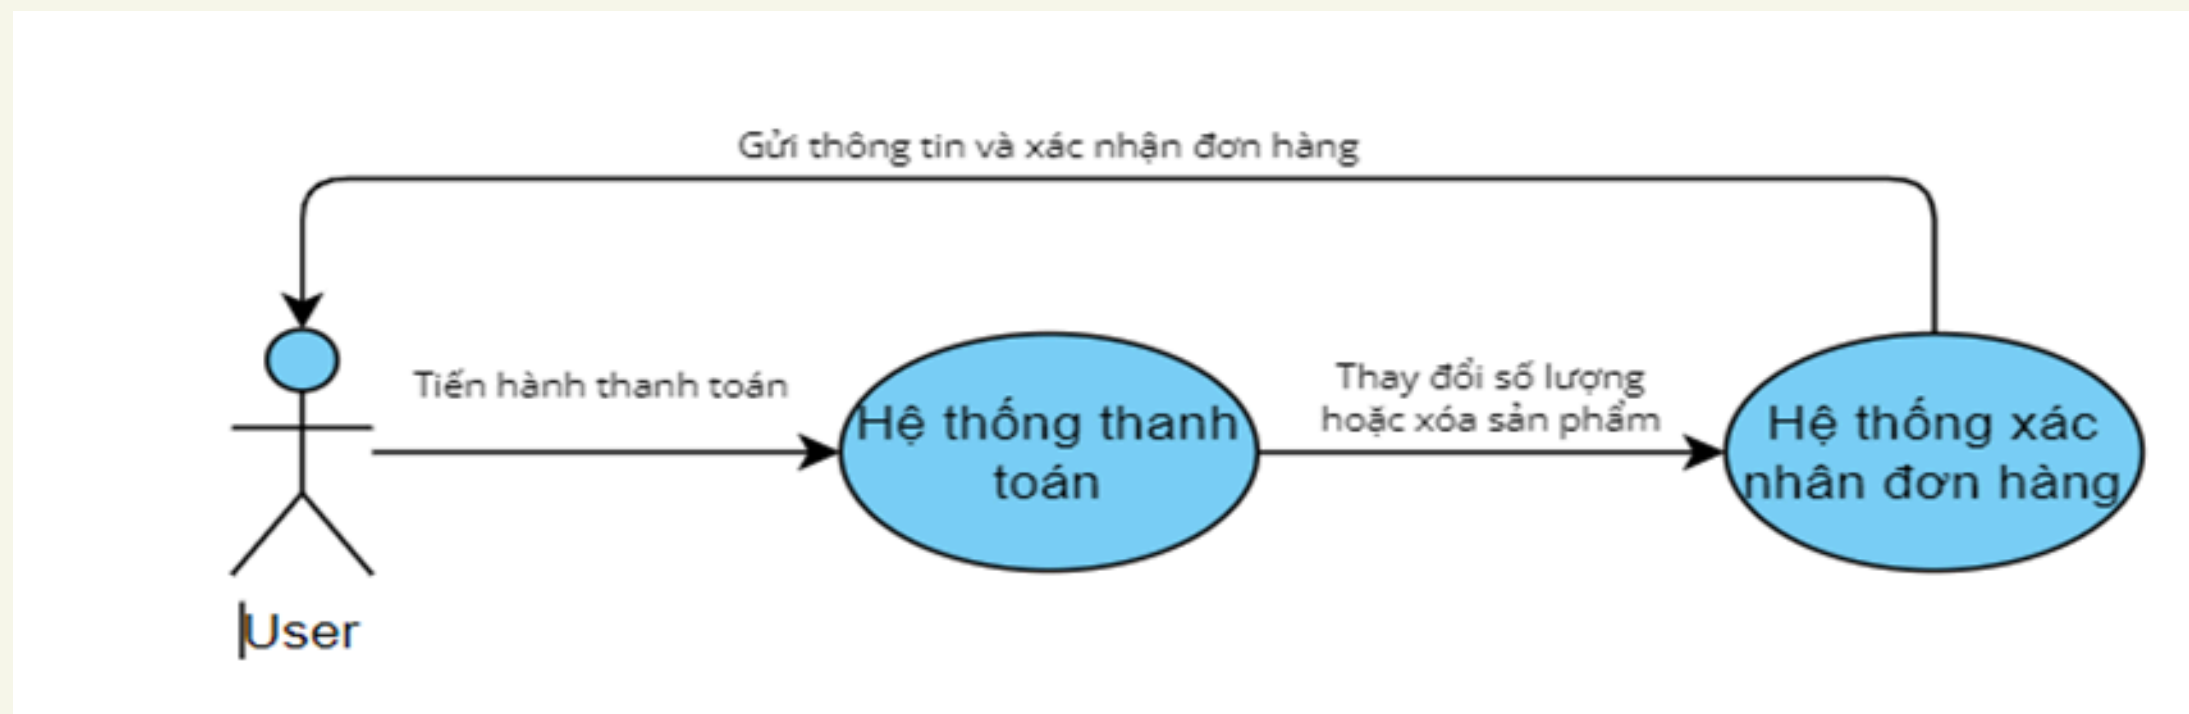 Gửi thông tin và xác nhận đơn hàng
Tiến hành thanh toán
Thay đổi số lượng
hoặc xóa sản phẩm
Hệ thống thanh
toán
Hệ thống xác
nhân đơn hàng
User